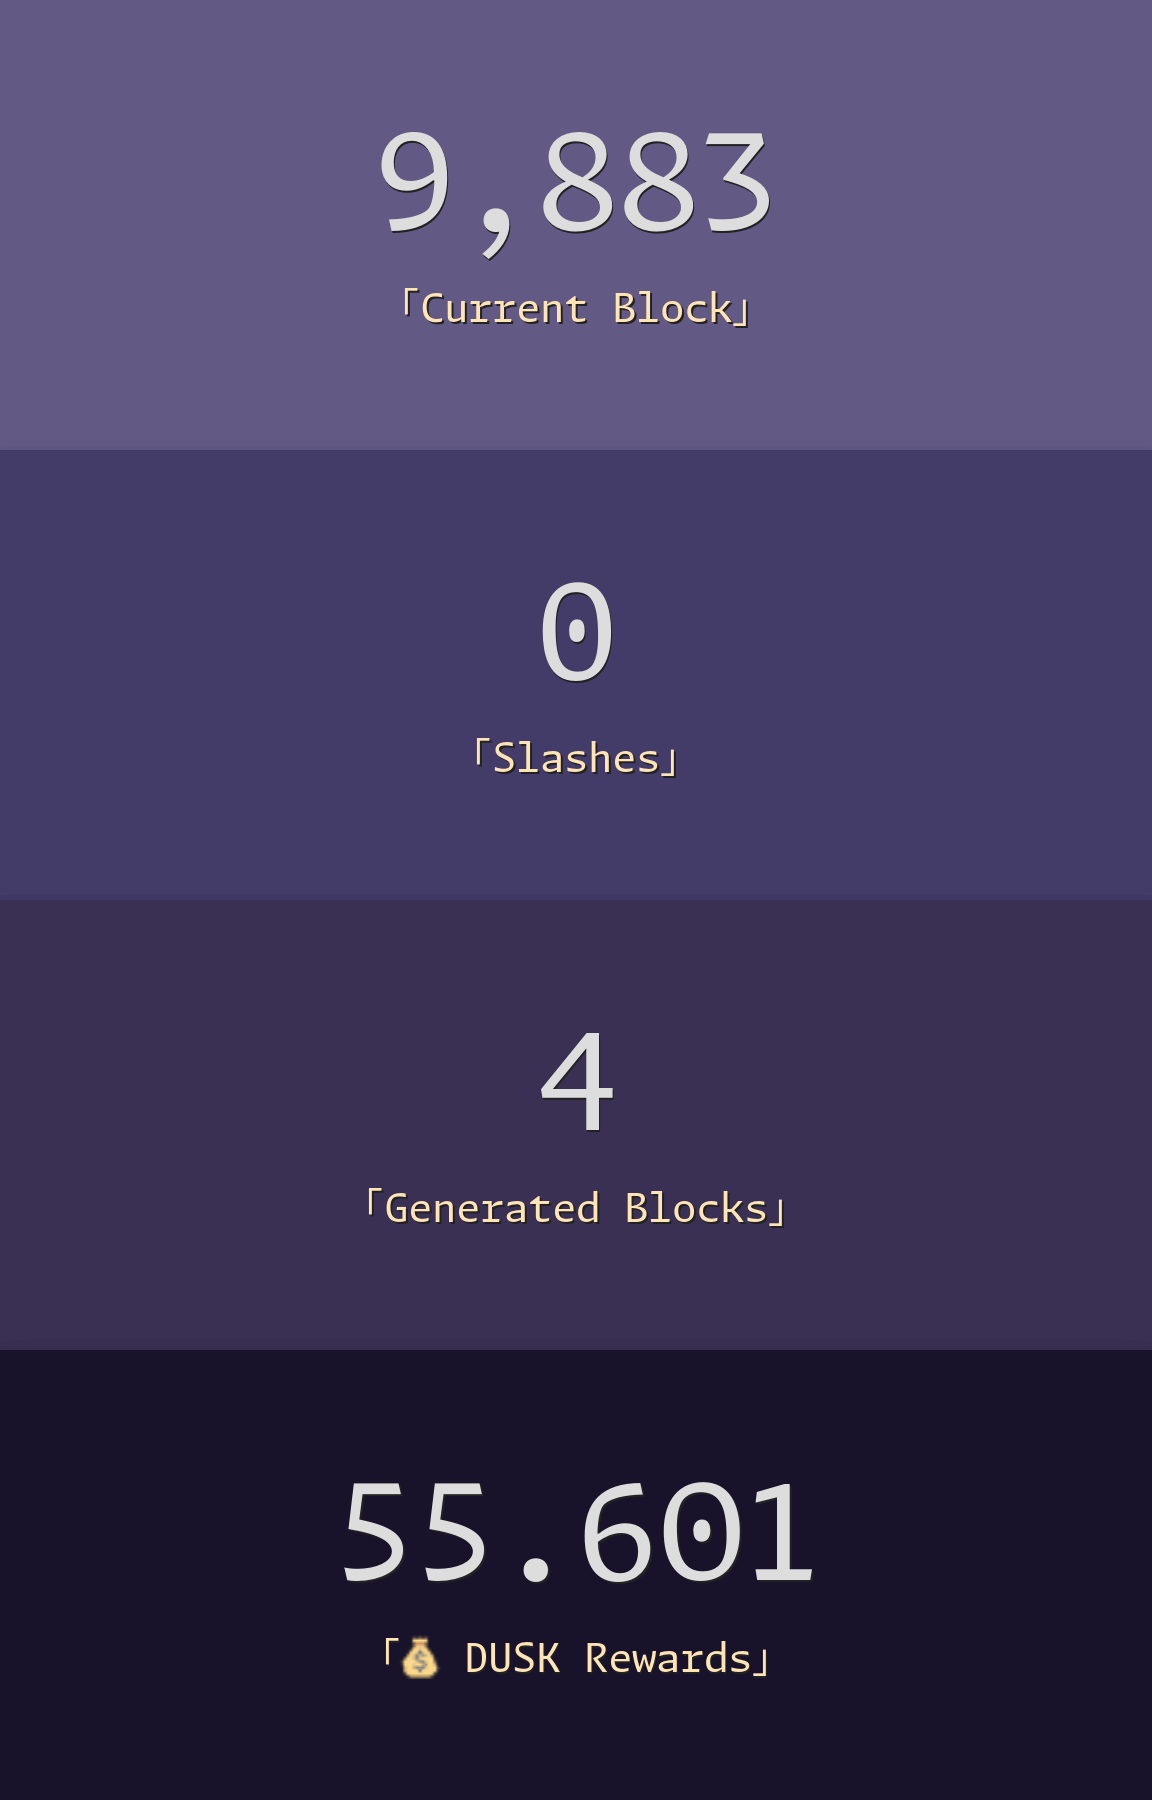 9,883
「Current Block」
0
「Slashes」
4
「Generated Blocks」
55.601
「💰 DUSK Rewards」